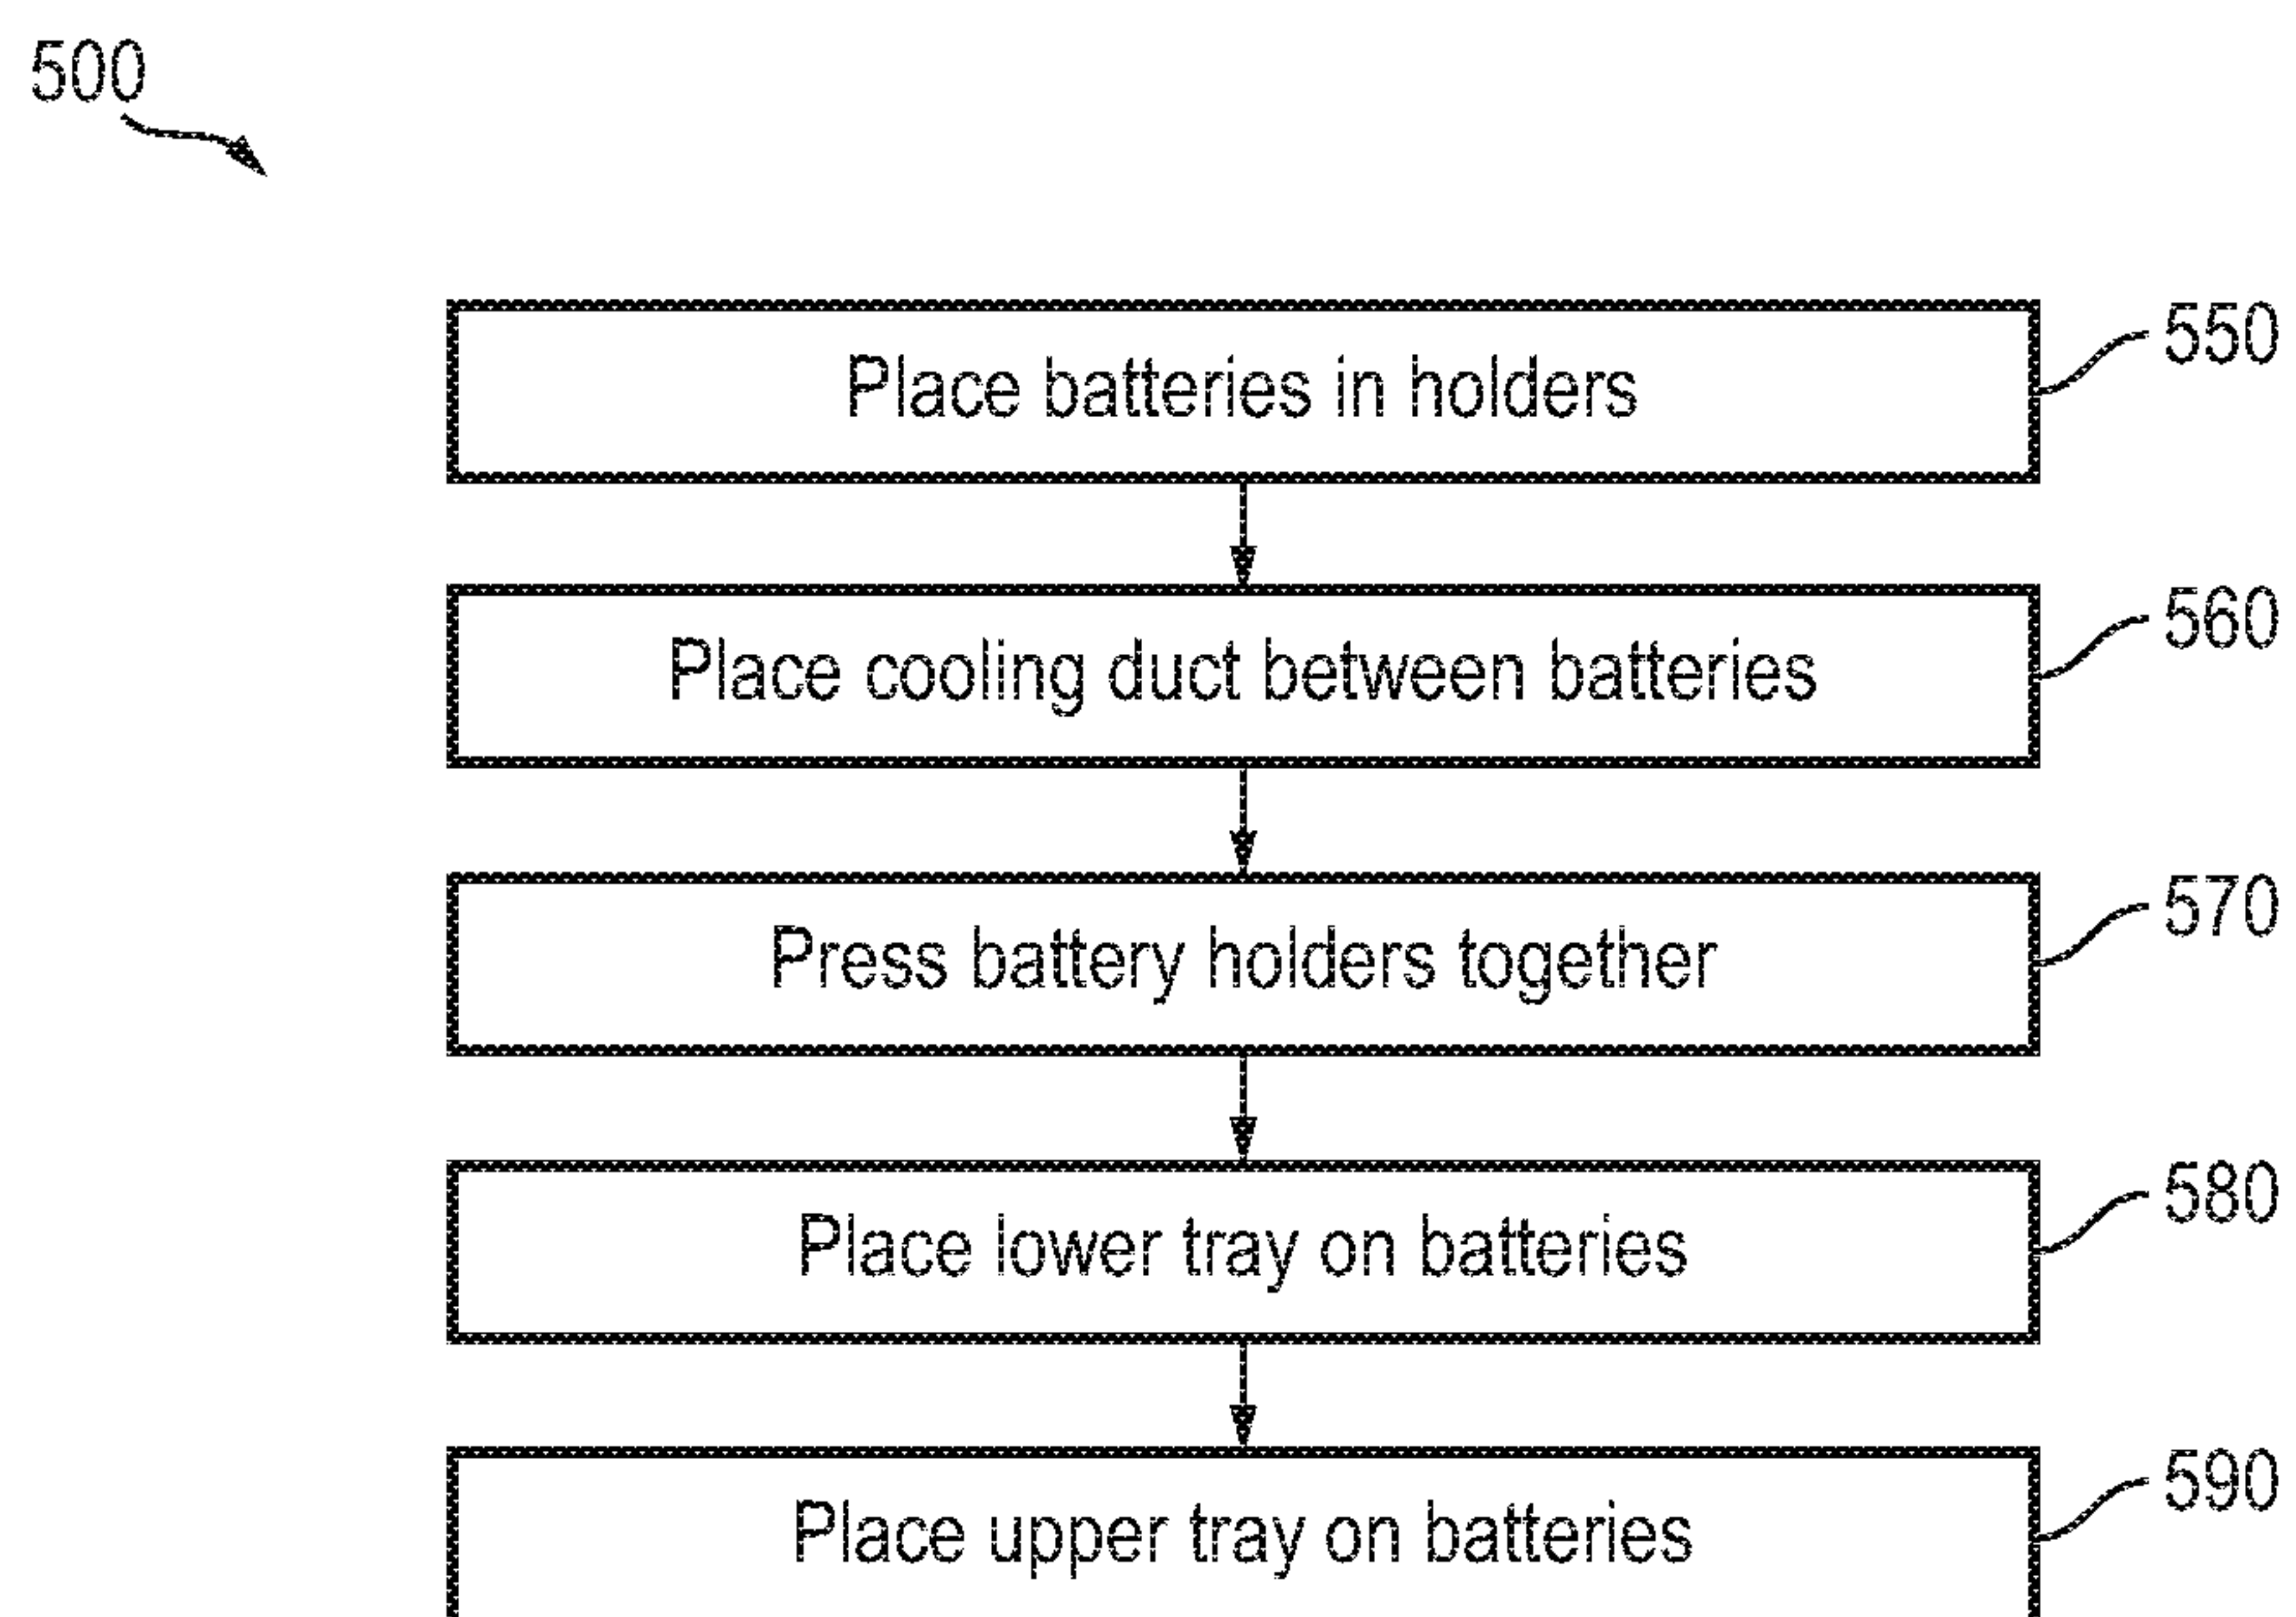 500
Place batteries in holders
550
Place cooling duct between batteries
560
Press battery holders together
570
Place lower tray on batteries
580
Place upper tray on batteries
590